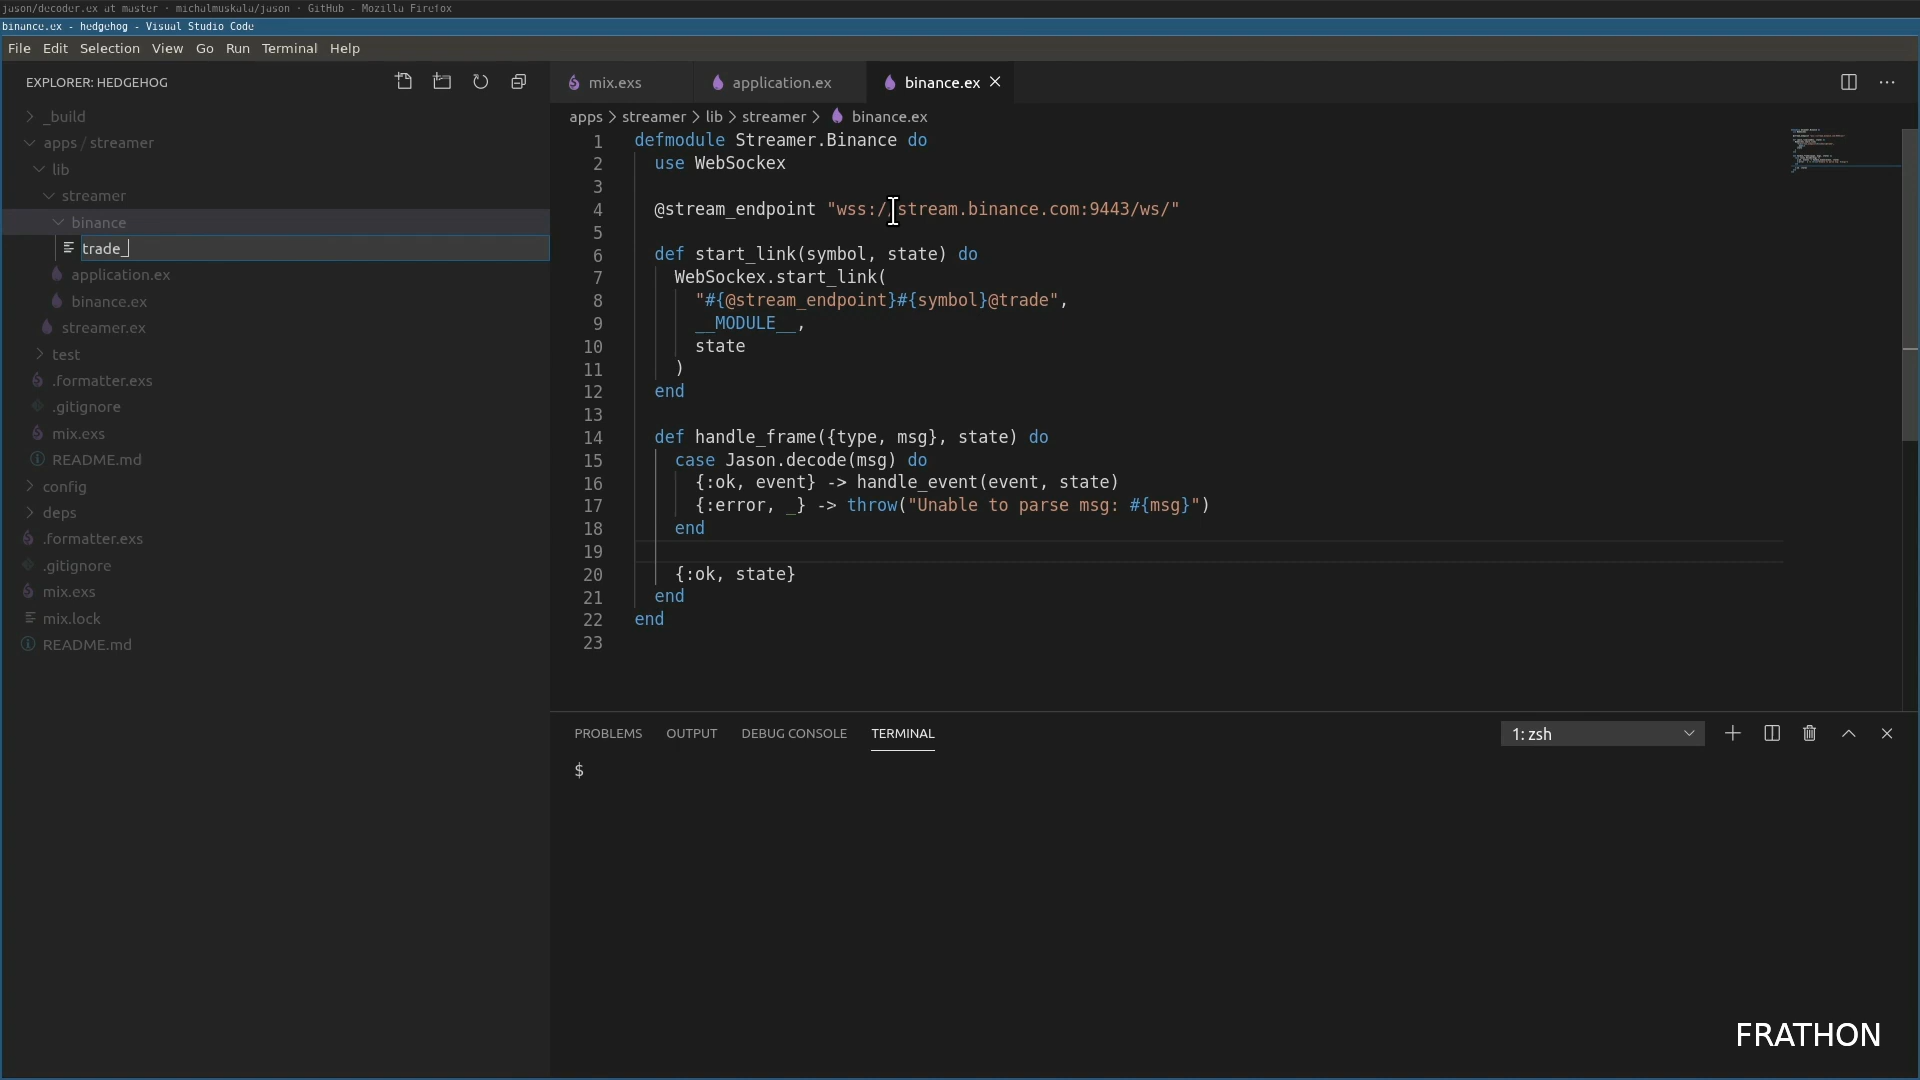 jason/decoder.ex at master · michalmuskala/jason · GitHub - Mozilla Firefox
binance.ex - hedgehog - Visual Studio Code
File Edit Selection View Go Run Terminal Help
EXPLORER: HEDGEHOG
_build
apps / streamer
lib
streamer
binance
trade_
application.ex
binance.ex
streamer.ex
test
.formatter.exs
.gitignore
mix.exs
README.md
config
deps
.formatter.exs
.gitignore
mix.exs
mix.lock
README.md
mix.exs application.ex binance.ex
apps > streamer > lib > streamer > binance.ex
1 defmodule Streamer.Binance do
2 use WebSockex
3
4 @stream_endpoint "wss://stream.binance.com:9443/ws/"
5
6 def start_link(symbol, state) do
7 WebSockex.start_link(
8 "#{@stream_endpoint}#{symbol}@trade",
9 __MODULE__,
10 state
11 )
12 end
13
14 def handle_frame({type, msg}, state) do
15 case Jason.decode(msg) do
16 {:ok, event} -> handle_event(event, state)
17 {:error, _} -> throw("Unable to parse msg: #{msg}")
18 end
19
20 {:ok, state}
21 end
22 end
23
PROBLEMS OUTPUT DEBUG CONSOLE TERMINAL 1: zsh
$
FRATHON